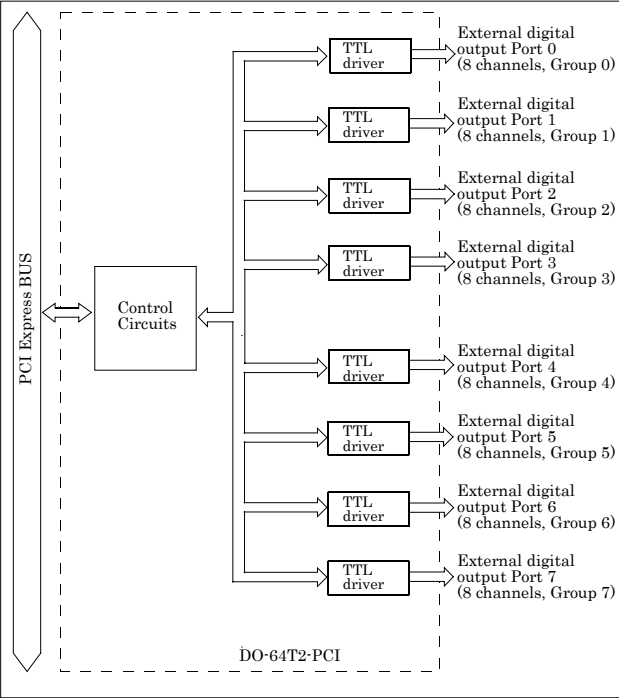 TTL
driver
External digital
output Port 0
(8 channels, Group 0)
TTL
driver
External digital
output Port 1
(8 channels, Group 1)
TTL
driver
External digital
output Port 2
(8 channels, Group 2)
TTL
driver
External digital
output Port 3
(8 channels, Group 3)
PCI Express BUS
Control
Circuits
TTL
driver
External digital
output Port 4
(8 channels, Group 4)
TTL
driver
External digital
output Port 5
(8 channels, Group 5)
TTL
driver
External digital
output Port 6
(8 channels, Group 6)
TTL
driver
External digital
output Port 7
(8 channels, Group 7)
DO-64T2-PCI